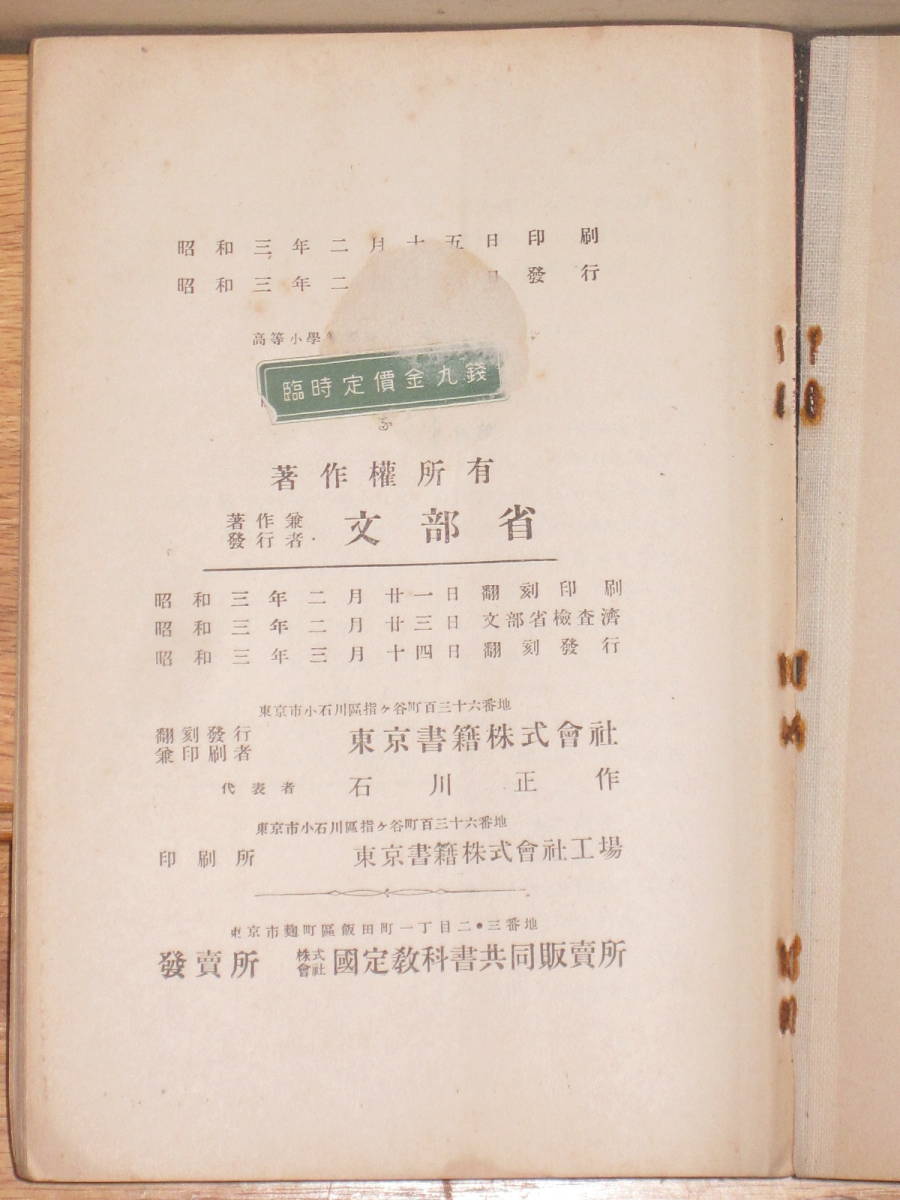 昭和三年二月十五日印刷
昭和三年二 日發行
高等小學
臨時定價金九錢
著作權所有
著作兼
發行者
文部省
昭和三年二月廿一日 翻刻印刷
昭和三年二月廿三日 文部省檢査濟
昭和三年三月十四日 翻刻發行
東京市小石川區指ヶ谷町百三十六番地
翻刻發行
兼印刷者
東京書籍株式會社
代表者 石川正作
東京市小石川區指ヶ谷町百三十六番地
印刷所 東京書籍株式會社工場
東京市麴町區飯田町一丁目二・三番地
發賣所 株式會社 國定教科書共同販賣所